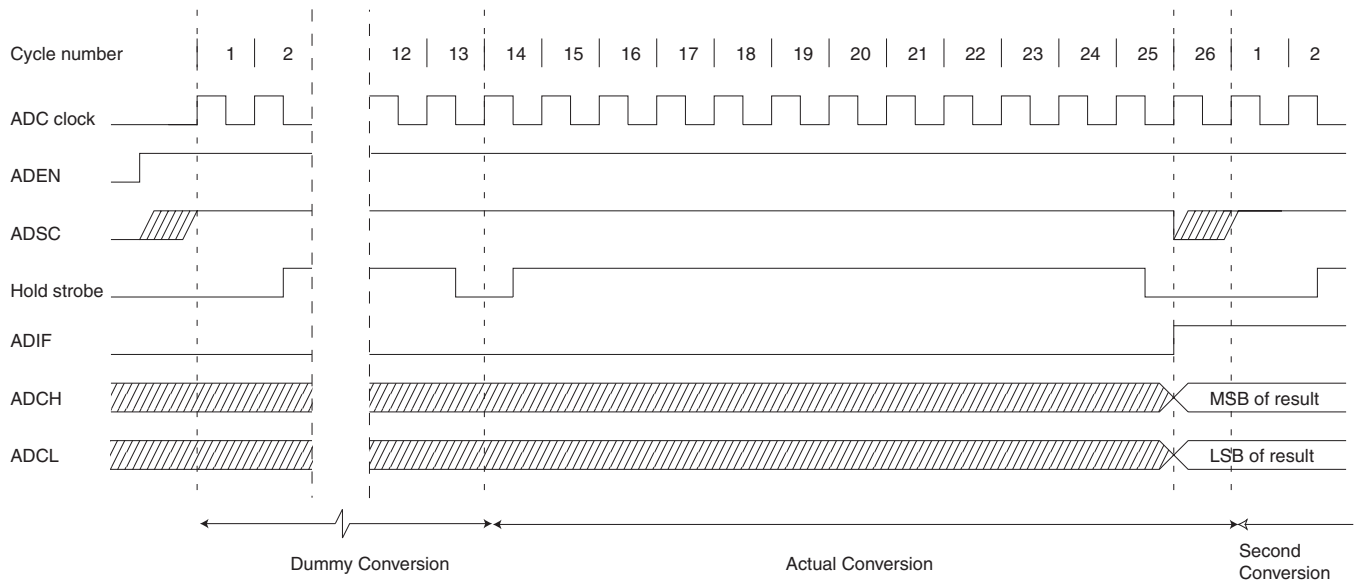 Cycle number 1 2 12 13 14 15 16 17 18 19 20 21 22 23 24 25 26 1 2
ADC clock
ADEN
ADSC
Hold strobe
ADIF
ADCH MSB of result
ADCL LSB of result
Dummy Conversion Actual Conversion Second
Conversion